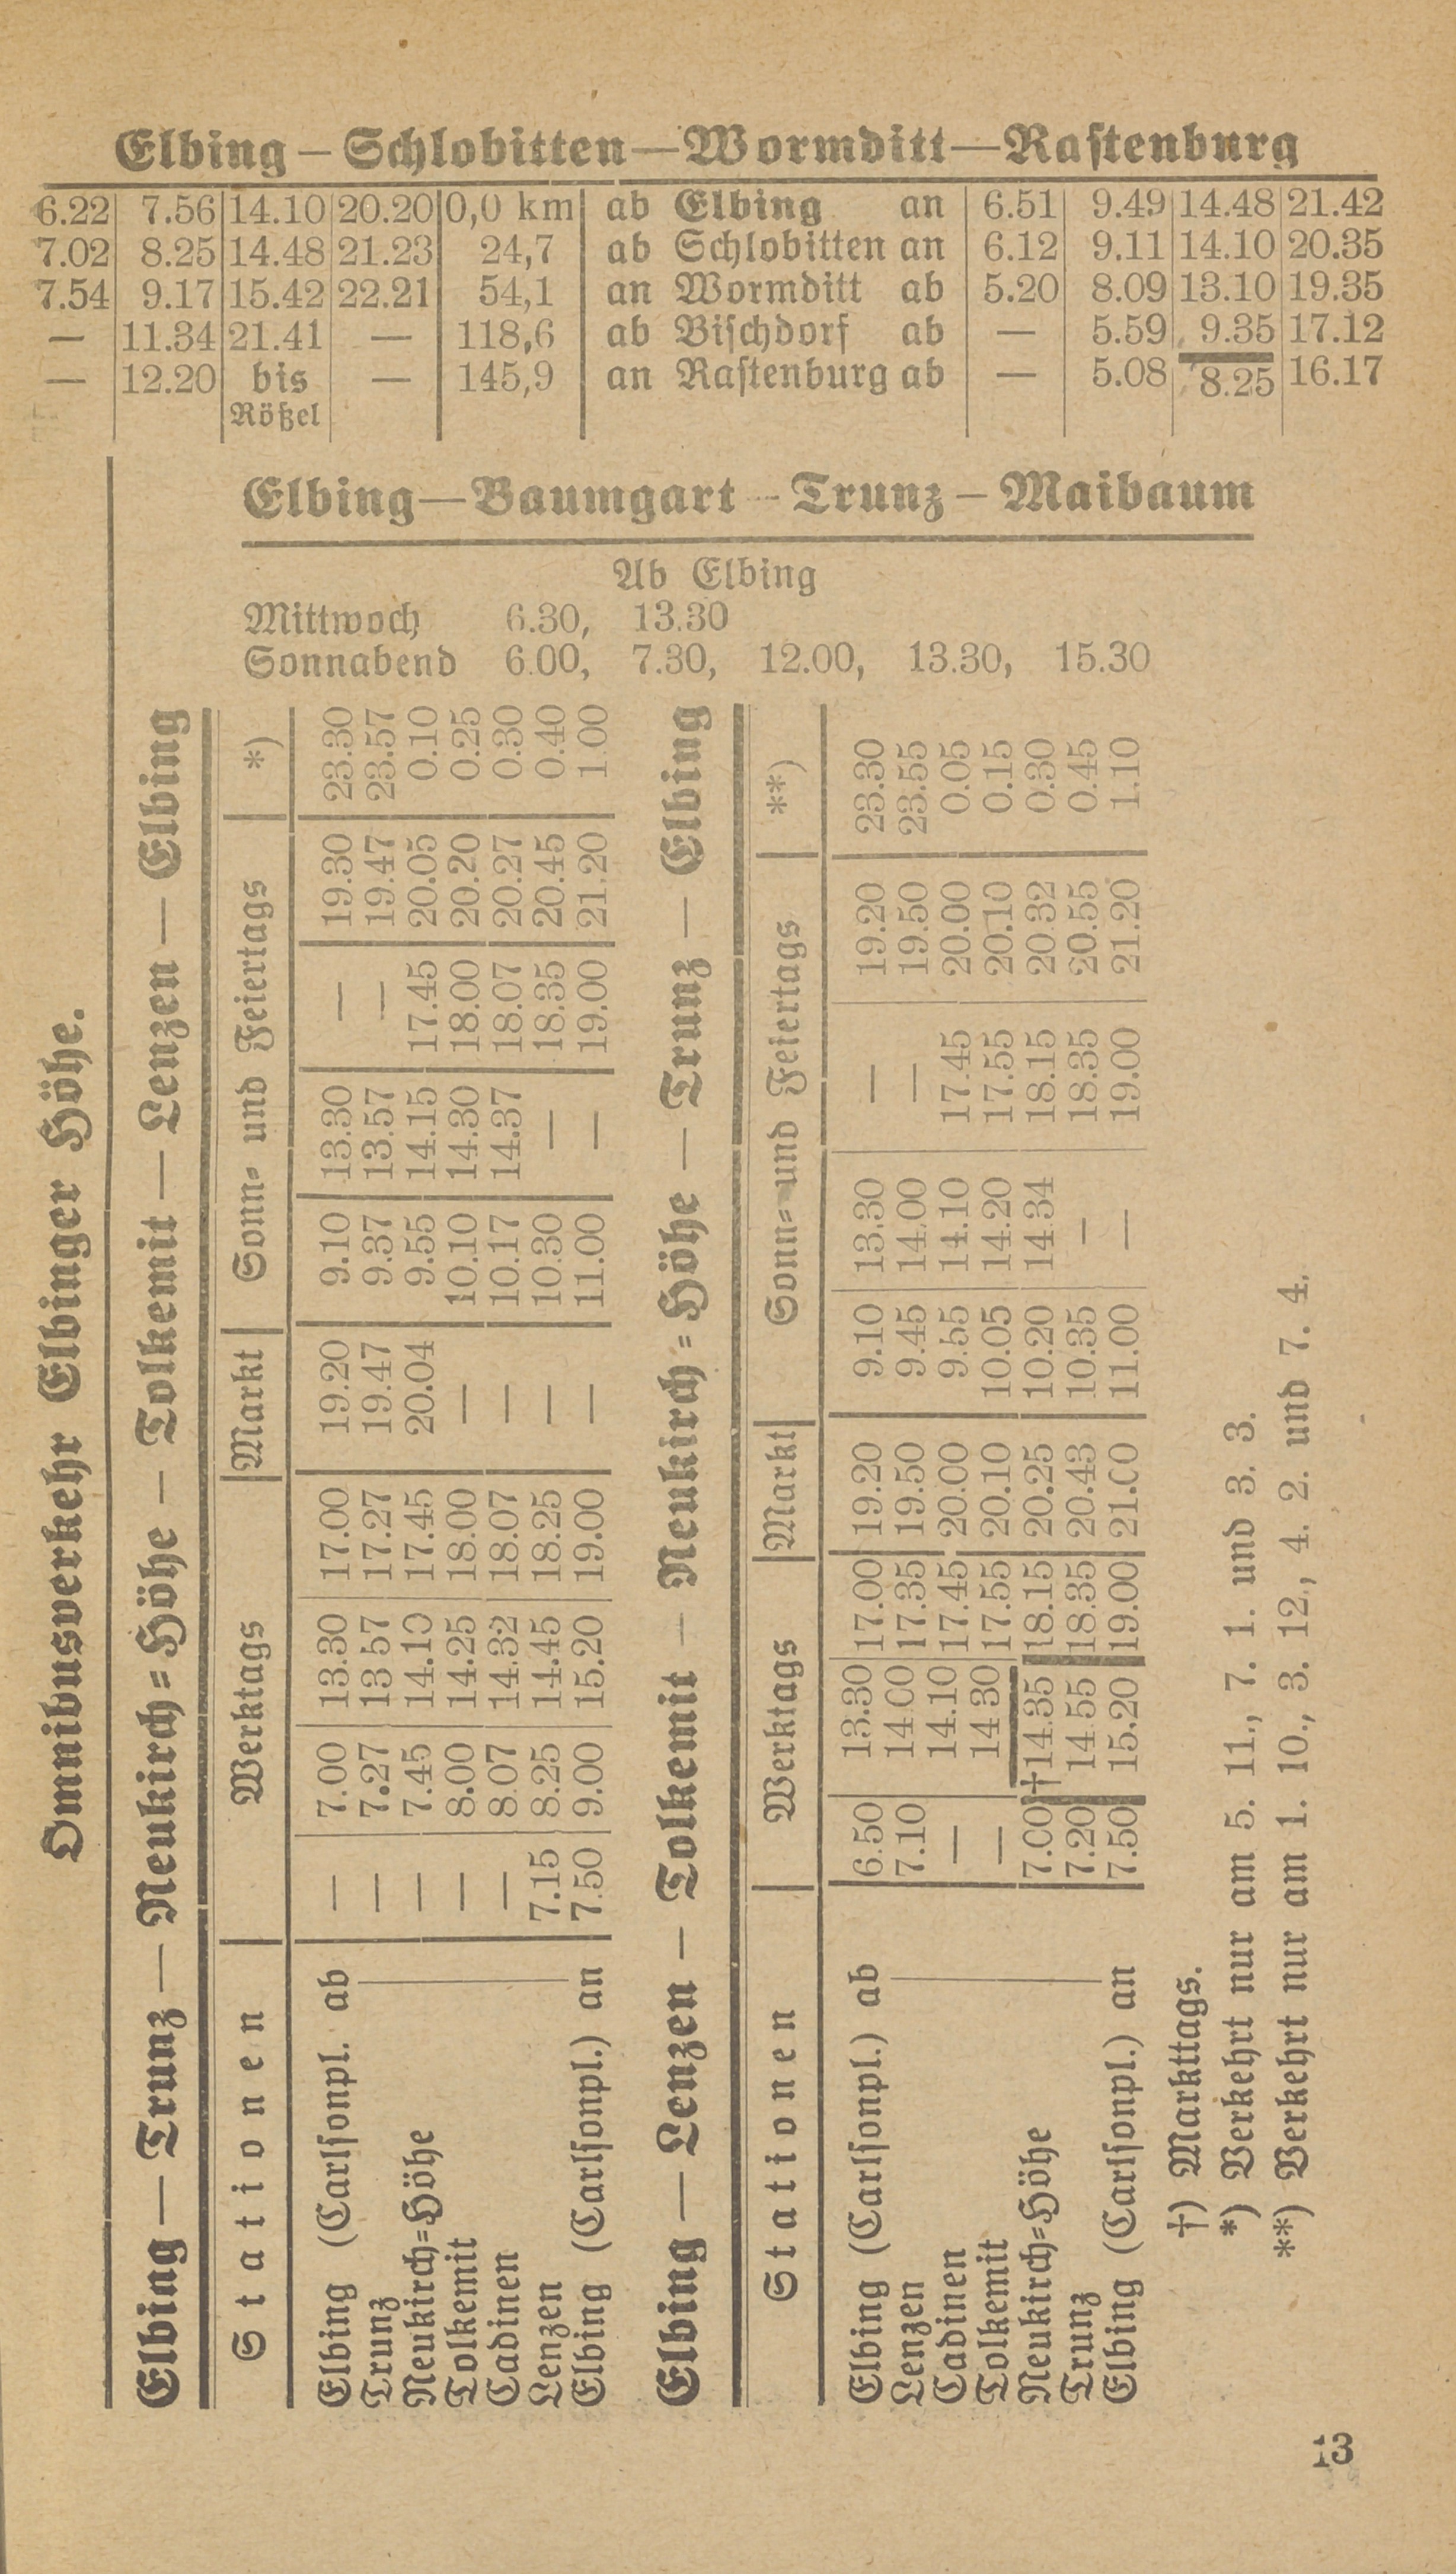 Elbing — Schlobitten — Wormditt — Rastenburg
6.22 7.56 14.10 20.20 0,0 km ab Elbing an 6.51 9.49 14.48 21.42
7.02 8.25 14.48 21.23 24,7 ab Schlobitten an 6.12 9.11 14.10 20.35
7.54 9.17 15.42 22.21 54,1 an Wormditt ab 5.20 8.09 13.10 19.35
— 11.34 21.41 — 118,6 ab Bischdorf ab — 5.59 9.35 17.12
— 12.20 bis — 145,9 an Rastenburg ab — 5.08 8.25 16.17
Rößel
Elbing — Baumgart — Trunz — Maibaum
Ab Elbing
Mittwoch 6.30, 13.30
Sonnabend 6.00, 7.30, 12.00, 13.30, 15.30
Omnibusverkehr Elbinger Höhe.
Elbing — Trunz — Neukirch=Höhe — Tolkemit — Lenzen — Elbing
Stationen Werktags Markt Sonn= und Feiertags *)
Elbing (Carlsonpl. ab — 7.00 13.30 17.00 19.20 9.10 13.30 — 19.30 23.30
Trunz — 7.27 13 57 17.27 19.47 9.37 13.57 — 19.47 23.57
Neukirch=Höhe — 7.45 14.10 17.45 20.04 9.55 14.15 17.45 20.05 0.10
Tolkemit — 8.00 14.25 18.00 — 10.10 14.30 18.00 20.20 0.25
Cadinen — 8.07 14.32 18.07 — 10.17 14.37 18.07 20.27 0.30
Lenzen 7.15 8.25 14.45 18.25 — 10.30 — 18.35 20.45 0.40
Elbing (Carlsonpl.) an 7.50 9.00 15.20 19.00 — 11.00 — 19.00 21.20 1.00
Elbing — Lenzen — Tolkemit — Neukirch=Höhe — Trunz — Elbing
Stationen Werktags Markt Sonn= und Feiertags **)
Elbing (Carlsonpl.) ab 6.50 13.30 17.00 19.20 9.10 13.30 — 19.20 23.30
Lenzen 7.10 14.00 17.35 19.50 9.45 14.00 — 19.50 23.55
Cadinen — 14.10 17.45 20.00 9.55 14.10 17.45 20.00 0.05
Tolkemit — 14 30 17.55 20.10 10.05 14.20 17.55 20.10 0.15
Neukirch=Höhe 7.00 †14.35 18.15 20.25 10.20 14 34 18.15 20.32 0.30
Trunz 7.20 14 55 18.35 20.43 10.35 — 18.35 20.55 0.45
Elbing (Carlsonpl.) an 7.50 15.20 19.00 21.00 11.00 — 19.00 21.20 1.10
†) Markttags.
*) Verkehrt nur am 5. 11., 7. 1. und 3. 3.
**) Verkehrt nur am 1. 10., 3. 12., 4. 2. und 7. 4.
13